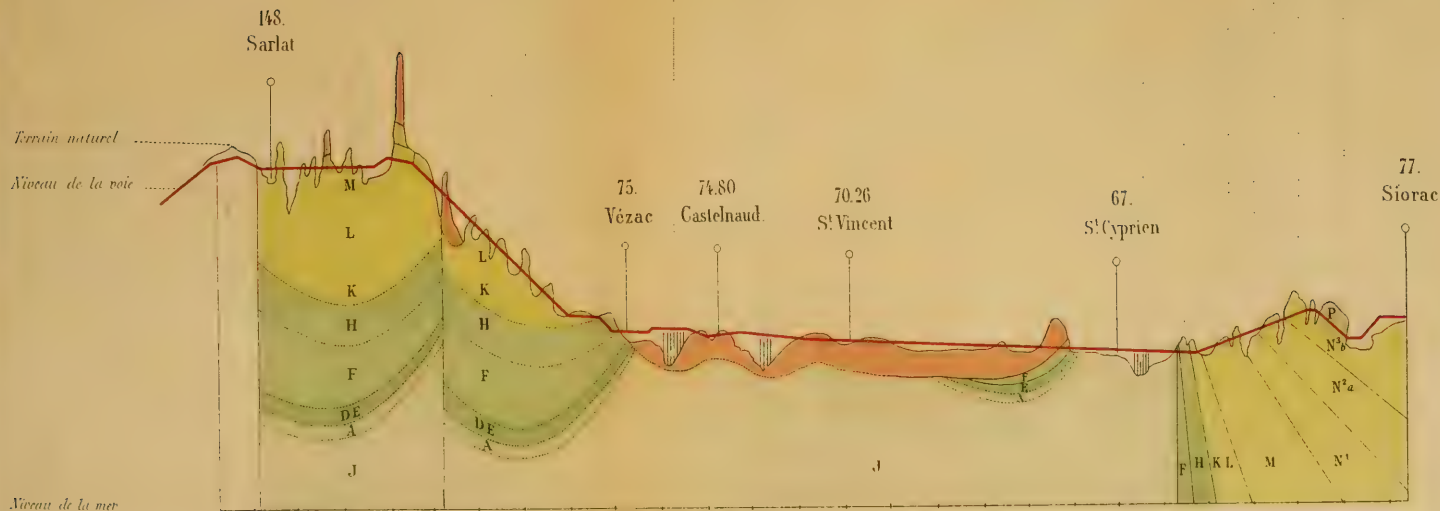 148.
Sarlat
Terrain naturel
Niveau de la voie
75.
Vézac
74.80
Castelnaud.
70.26
St Vincent
67.
St Cyprien
77.
Siorac
M
L
K
H
F
DE
A
J
L
K
H
F
DE
A
J
F
E
A
F
H
K
L
M
N¹
N²a
N³b
P
Niveau de la mer